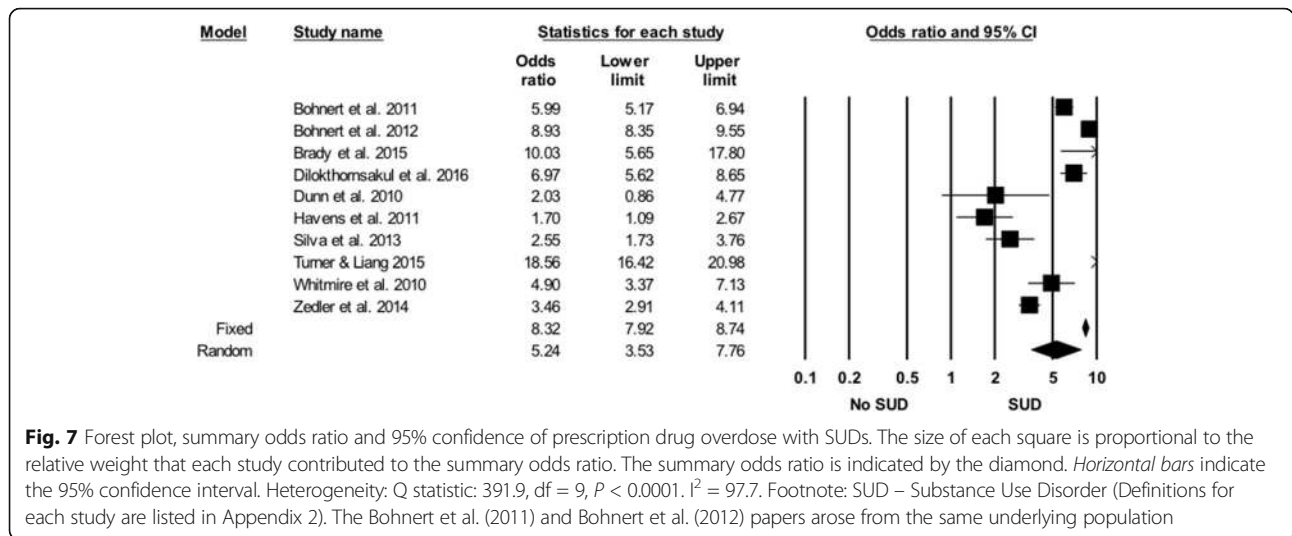 Model Study name Statistics for each study Odds ratio and 95% CI
Odds ratio Lower limit Upper limit
Bohnert et al. 2011 5.99 5.17 6.94
Bohnert et al. 2012 8.93 8.35 9.55
Brady et al. 2015 10.03 5.65 17.80
Dilokthornsakul et al. 2016 6.97 5.62 8.65
Dunn et al. 2010 2.03 0.86 4.77
Havens et al. 2011 1.70 1.09 2.67
Silva et al. 2013 2.55 1.73 3.76
Turner & Liang 2015 18.56 16.42 20.98
Whitmire et al. 2010 4.90 3.37 7.13
Zedler et al. 2014 3.46 2.91 4.11
Fixed 8.32 7.92 8.74
Random 5.24 3.53 7.76
0.1 0.2 0.5 1 2 5 10
No SUD SUD
Fig. 7 Forest plot, summary odds ratio and 95% confidence of prescription drug overdose with SUDs. The size of each square is proportional to the
relative weight that each study contributed to the summary odds ratio. The summary odds ratio is indicated by the diamond. Horizontal bars indicate
the 95% confidence interval. Heterogeneity: Q statistic: 391.9, df = 9, P < 0.0001. I² = 97.7. Footnote: SUD – Substance Use Disorder (Definitions for
each study are listed in Appendix 2). The Bohnert et al. (2011) and Bohnert et al. (2012) papers arose from the same underlying population